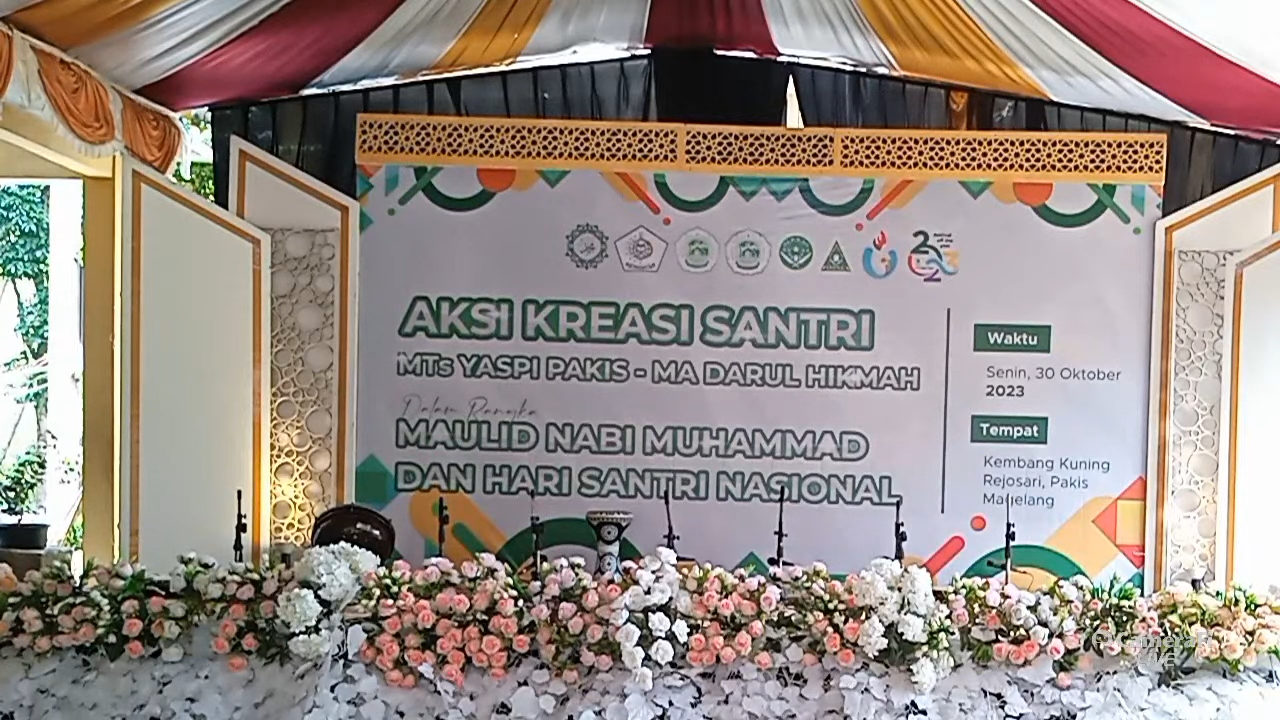 AKSI KREASI SANTRI
MTs YASPI PAKIS - MA DARUL HIKMAH
Dalam Rangka
MAULID NABI MUHAMMAD
DAN HARI SANTRI NASIONAL
Waktu
Senin, 30 Oktober
2023
Tempat
Kembang Kuning
Rejosari, Pakis
Magelang